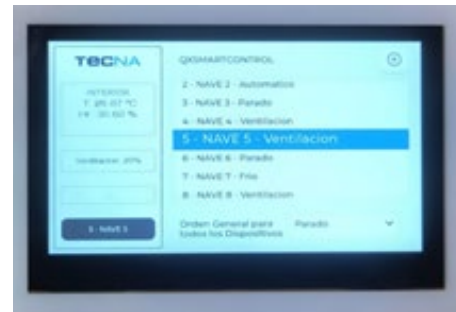 TECNA
QXSMARTCONTROL
INTERIOR
Ventilacion
5 - NAVE 5
2 - NAVE 2 - Automatico
3 - NAVE 3 - Parado
4 - NAVE 4 - Ventilacion
5 - NAVE 5 - Ventilacion
6 - NAVE 6 - Parado
7 - NAVE 7 - Frio
8 - NAVE 8 - Ventilacion
Orden General para
todos los Dispositivos
Parado